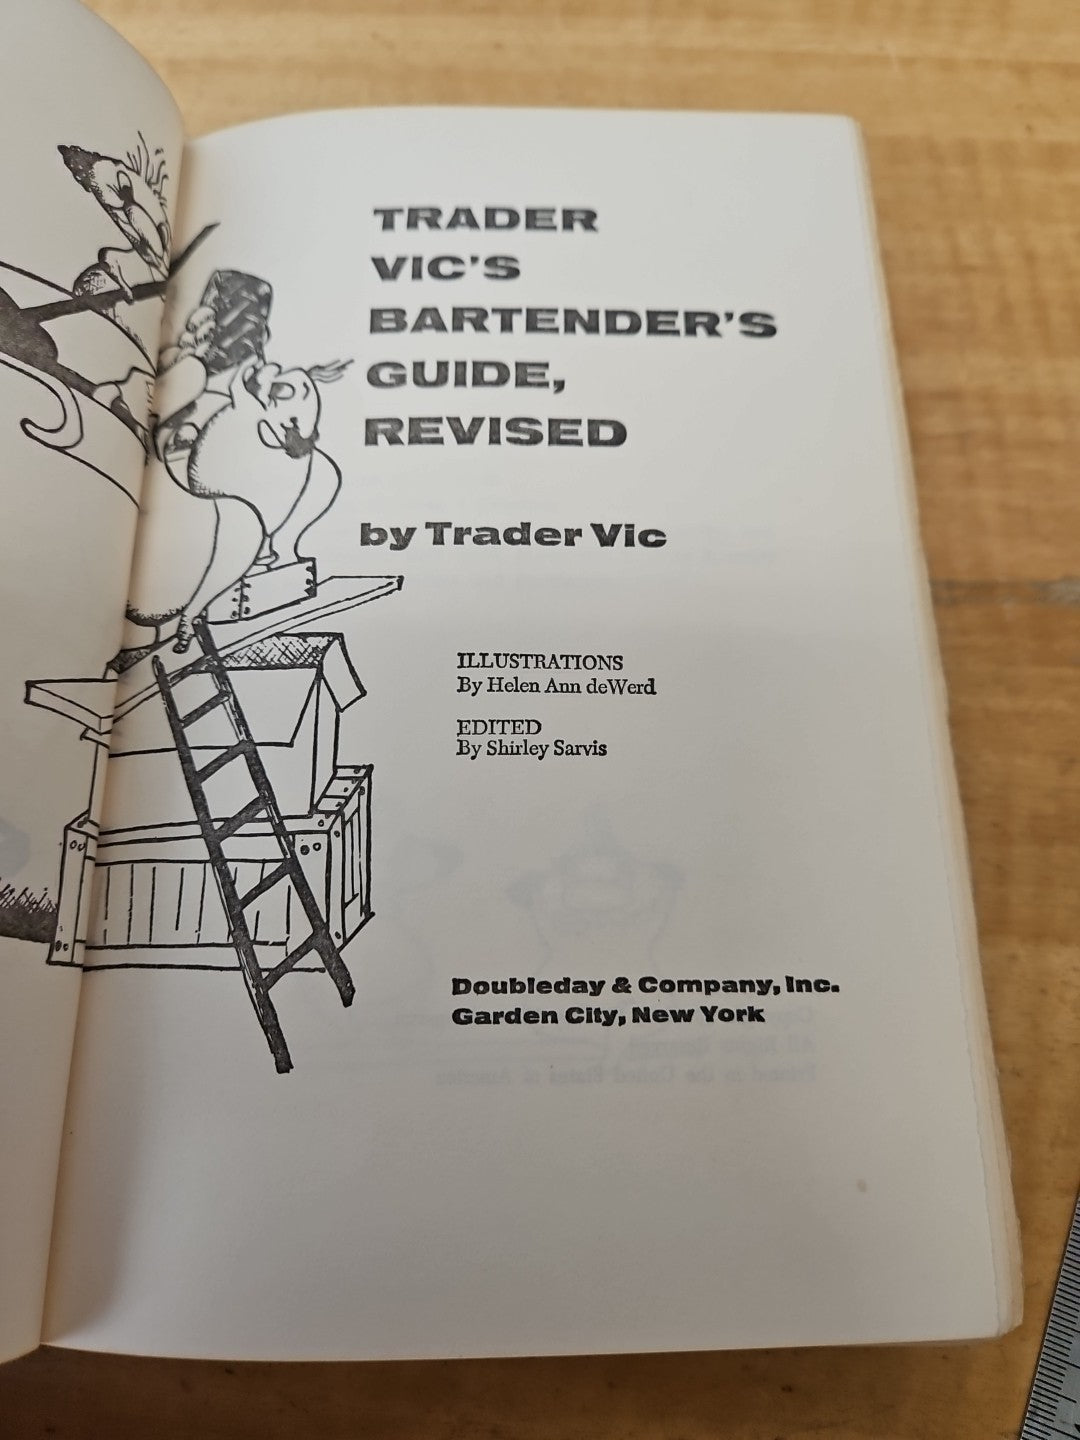 TRADER
VIC'S
BARTENDER'S
GUIDE,
REVISED
by Trader Vic
ILLUSTRATIONS
By Helen Ann deWerd
EDITED
By Shirley Sarvis
Doubleday & Company, Inc.
Garden City, New York